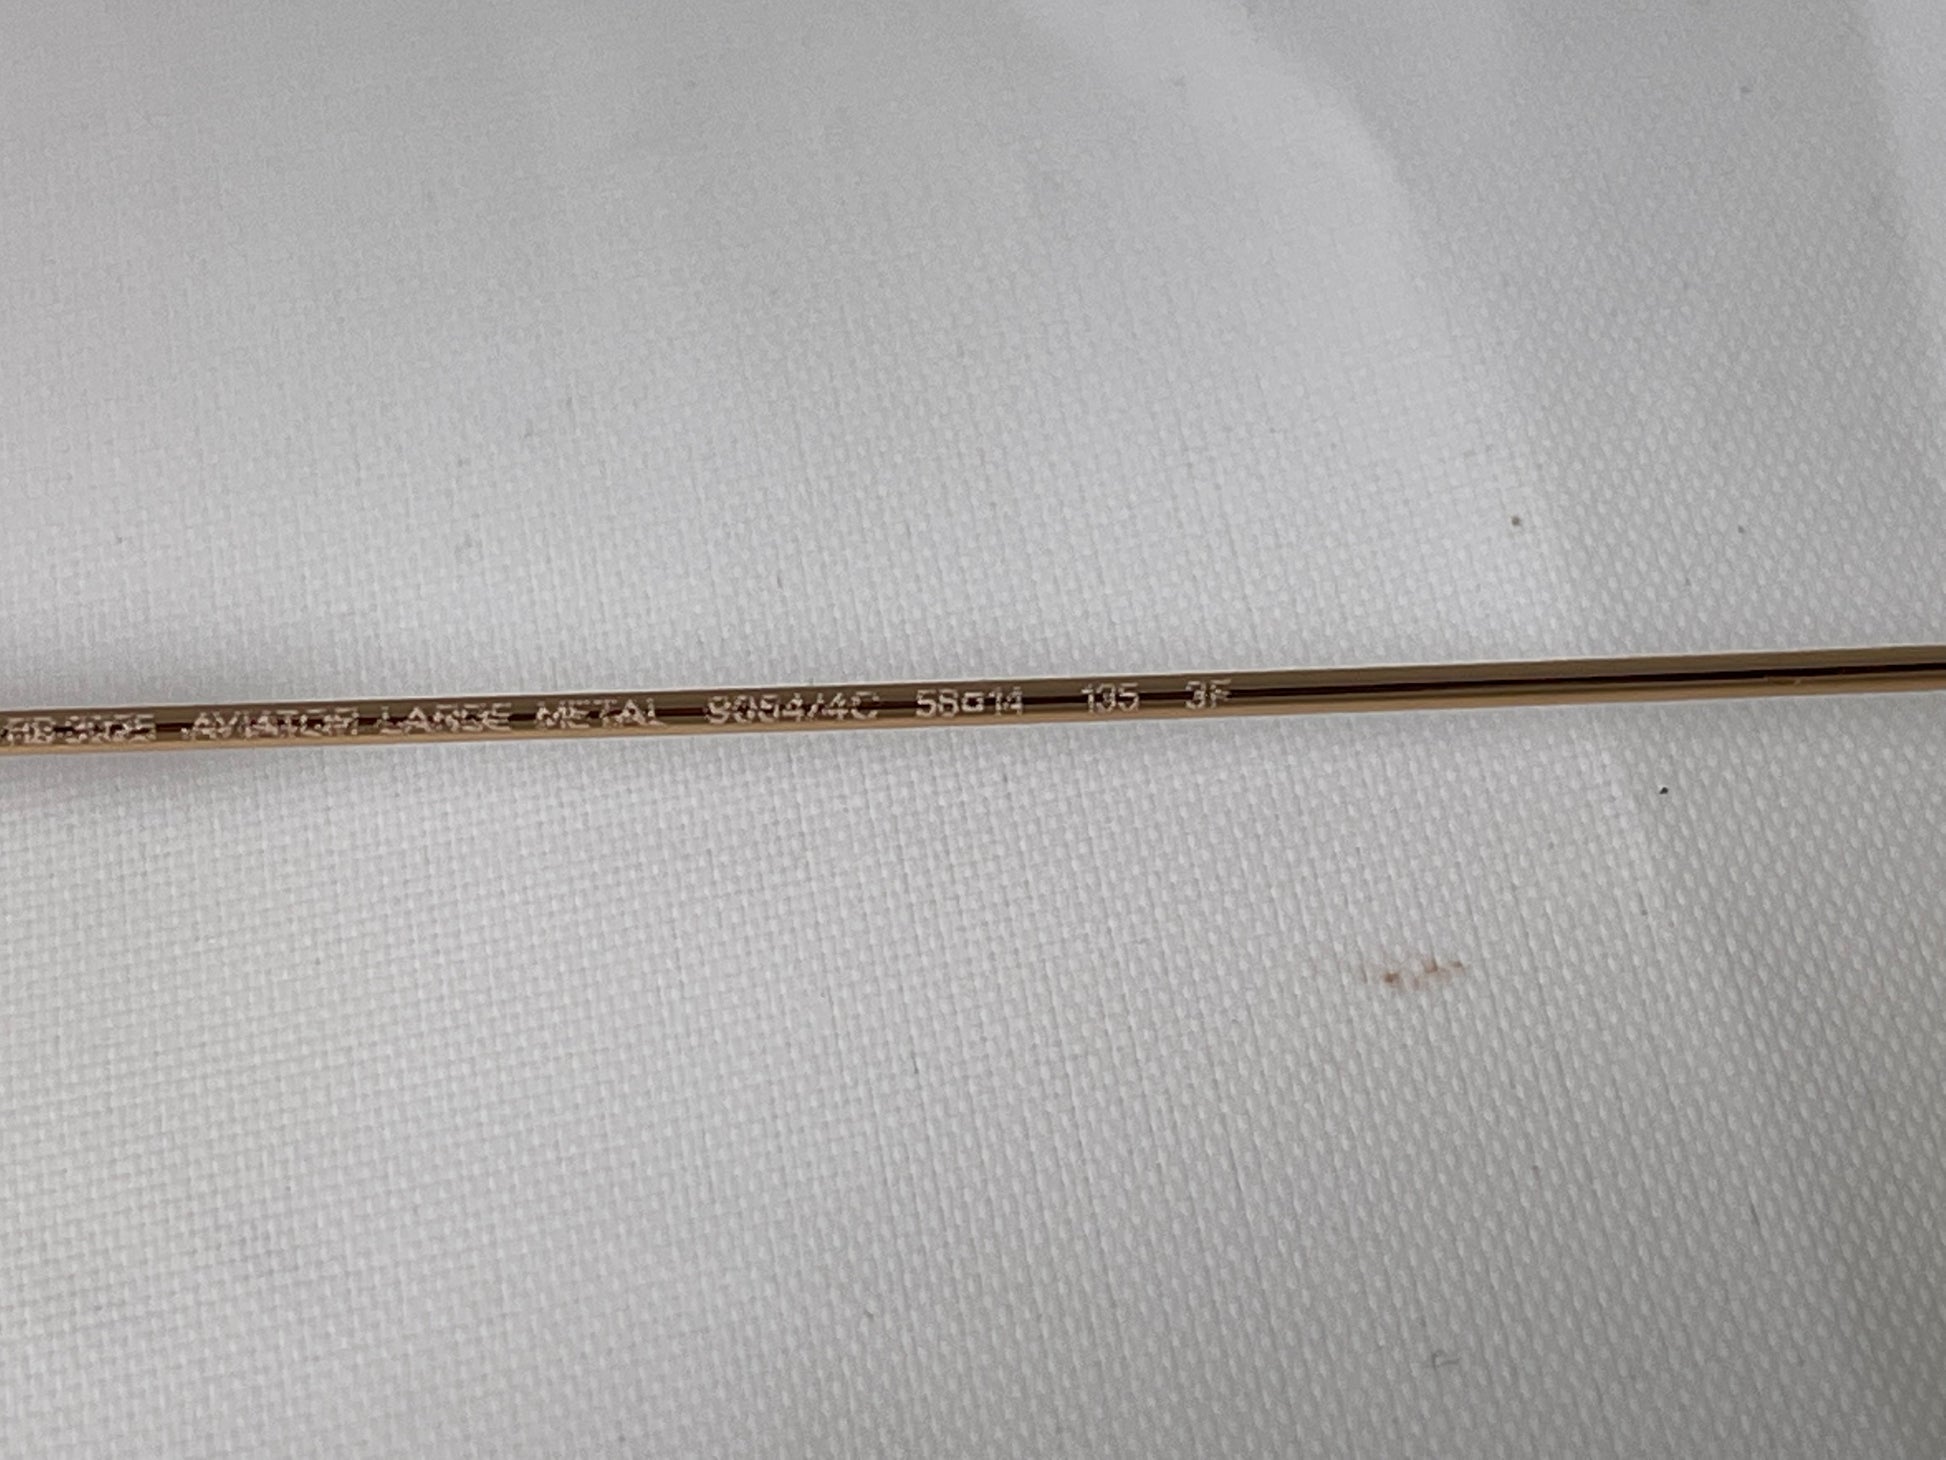 AVIATOR LARGE METAL 9064/4C 58□14 135 3F